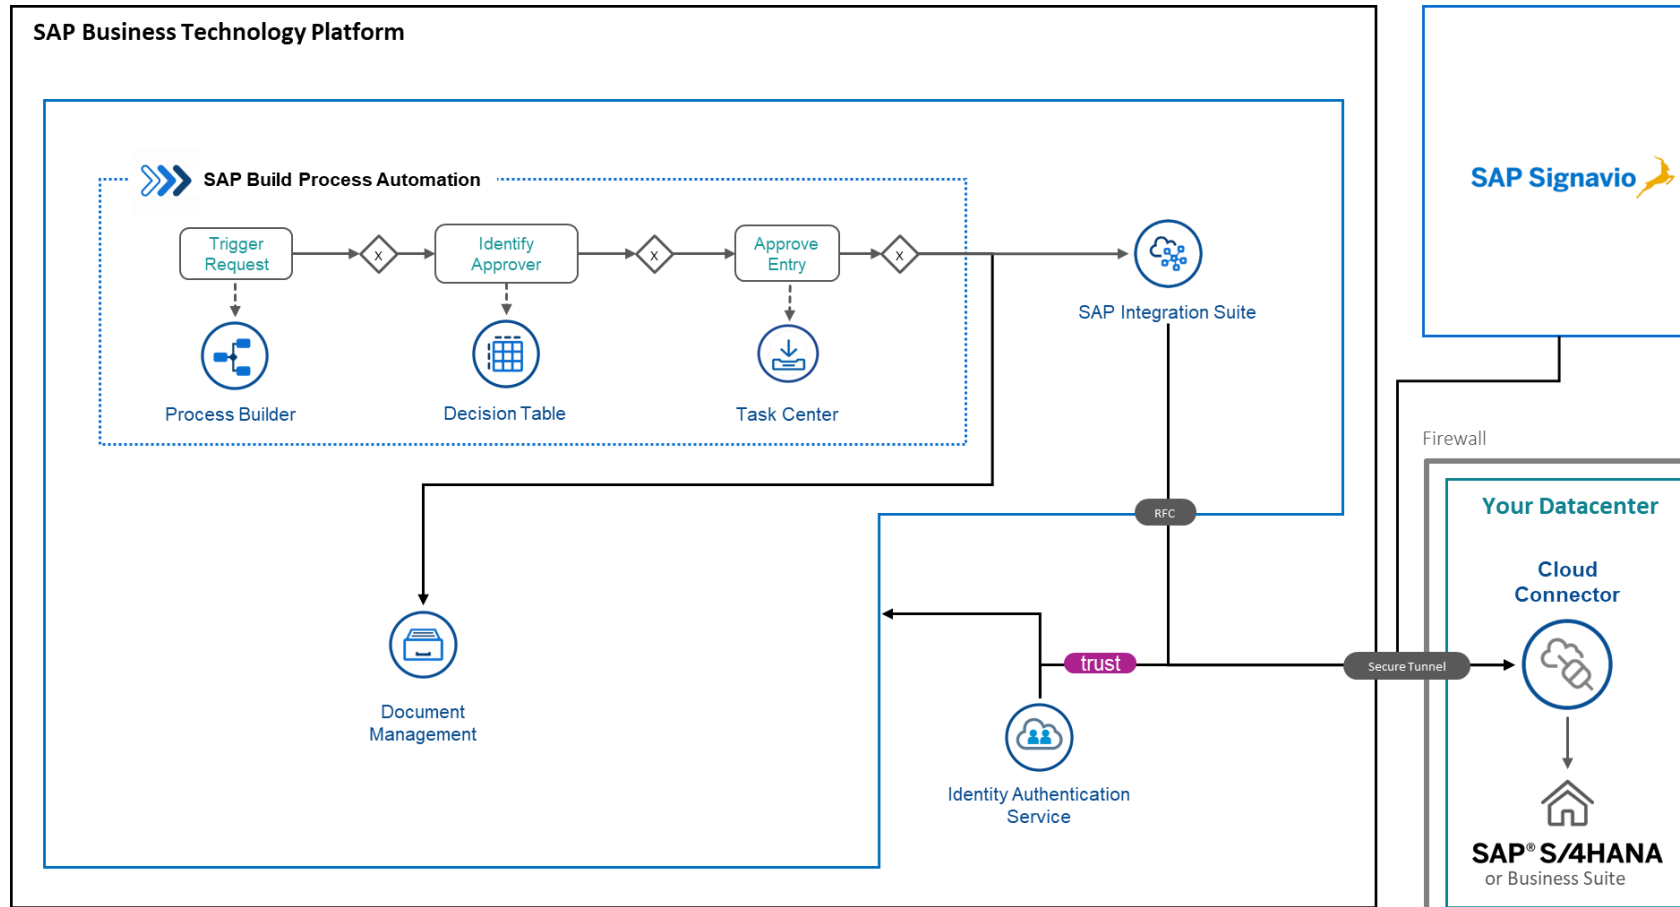 SAP Business Technology Platform
SAP Build Process Automation
Trigger
Request
X
Identify
Approver
X
Approve
Entry
X
Process Builder
Decision Table
Task Center
SAP Integration Suite
SAP Signavio
RFC
Document
Management
trust
Identity Authentication
Service
Secure Tunnel
Firewall
Your Datacenter
Cloud
Connector
SAP® S/4HANA
or Business Suite